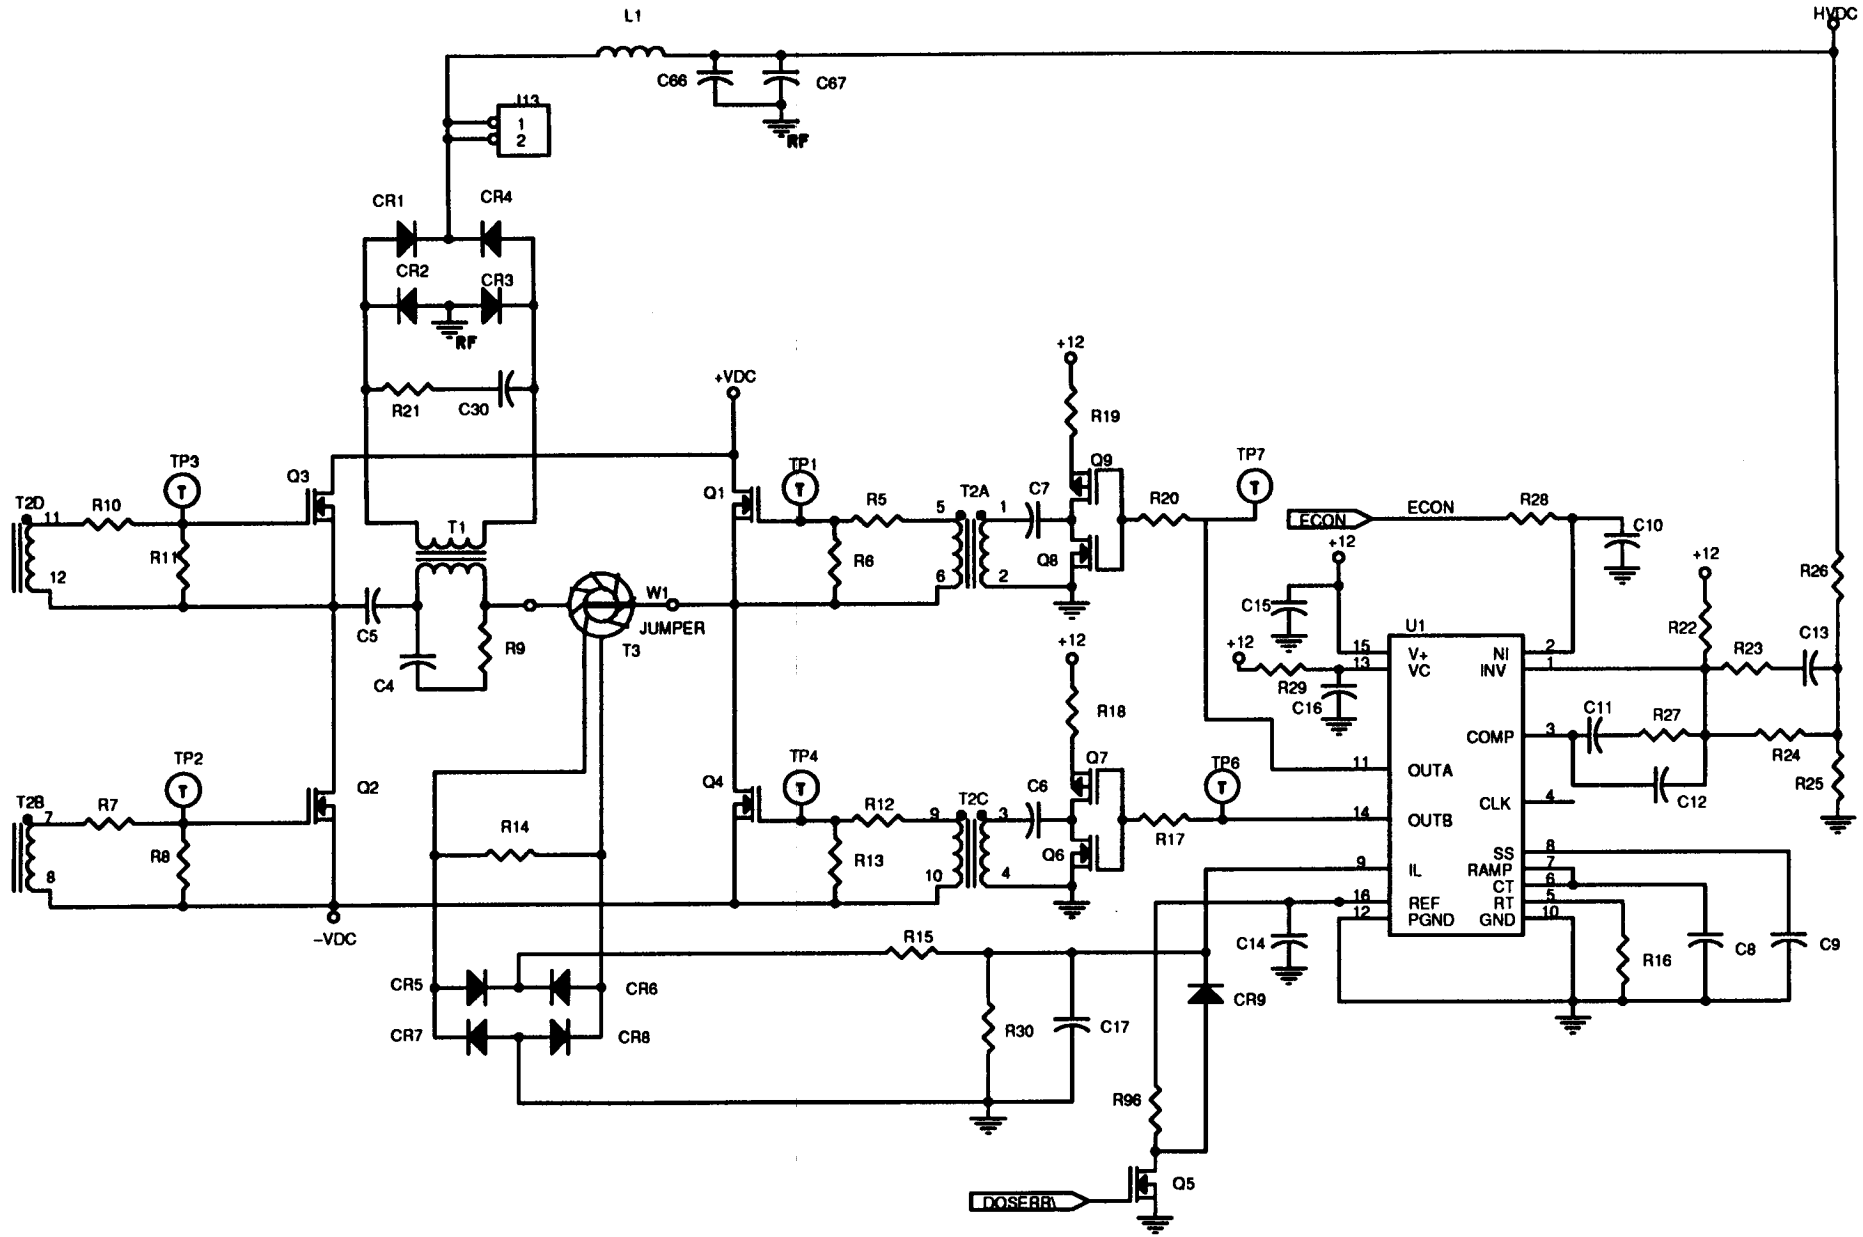 L1
HVDC
C66
C67
J13
1
2
RF
CR1
CR4
CR2
CR3
RF
+12
+VDC
R21
C30
R19
TP3
Q3
TP1
Q9
TP7
T2D
11
R10
Q1
R5
5
T2A
1
C7
R20
ECON
ECON
R28
C10
T1
R11
12
R6
6
2
Q8
+12
+12
R26
C5
W1
JUMPER
C15
R9
T3
U1
R22
C13
+12
+12
15
V+
NI
2
R23
13
VC
INV
1
C4
R29
C16
R18
C11
R27
3
COMP
R24
TP2
TP4
Q7
TP6
11
OUTA
R25
Q2
Q4
C6
C12
T2B
7
R7
R12
9
T2C
3
CLK
4
R17
14
OUTB
R14
R8
R13
Q6
8
10
4
SS
8
9
IL
RAMP
7
CT
6
16
REF
RT
5
12
PGND
GND
10
-VDC
R15
C14
C8
C9
R16
CR5
CR6
CR9
CR7
CR8
R30
C17
R96
DOSERR\
Q5
T
T
T
T
T
T